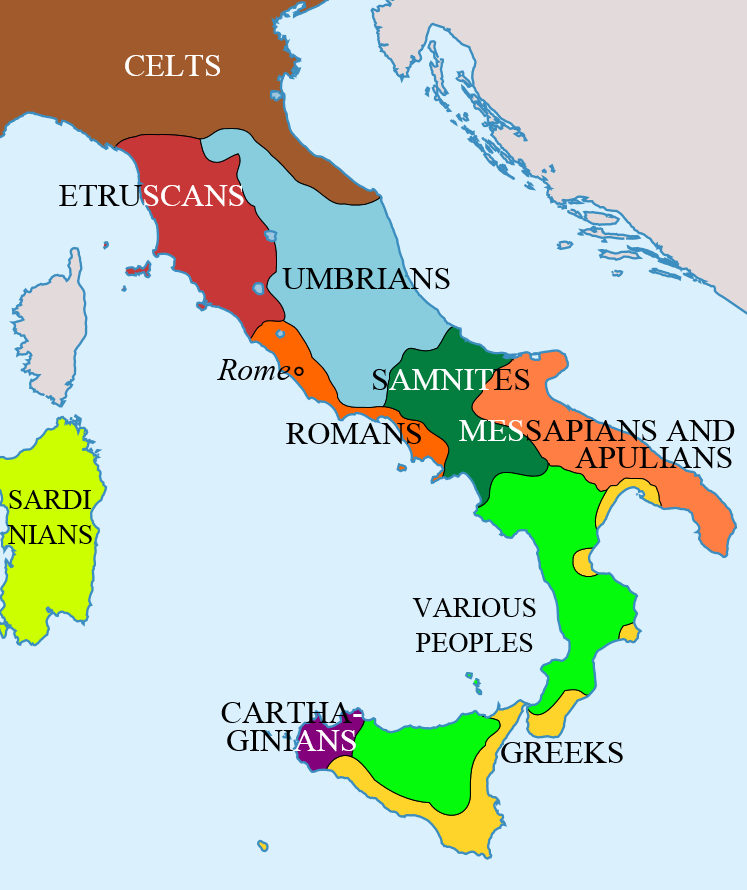 CELTS
ETRUSCANS
UMBRIANS
Rome
SAMNITES
ROMANS
MESSAPIANS AND
APULIANS
SARDI
NIANS
VARIOUS
PEOPLES
CARTHA-
GINIANS
GREEKS